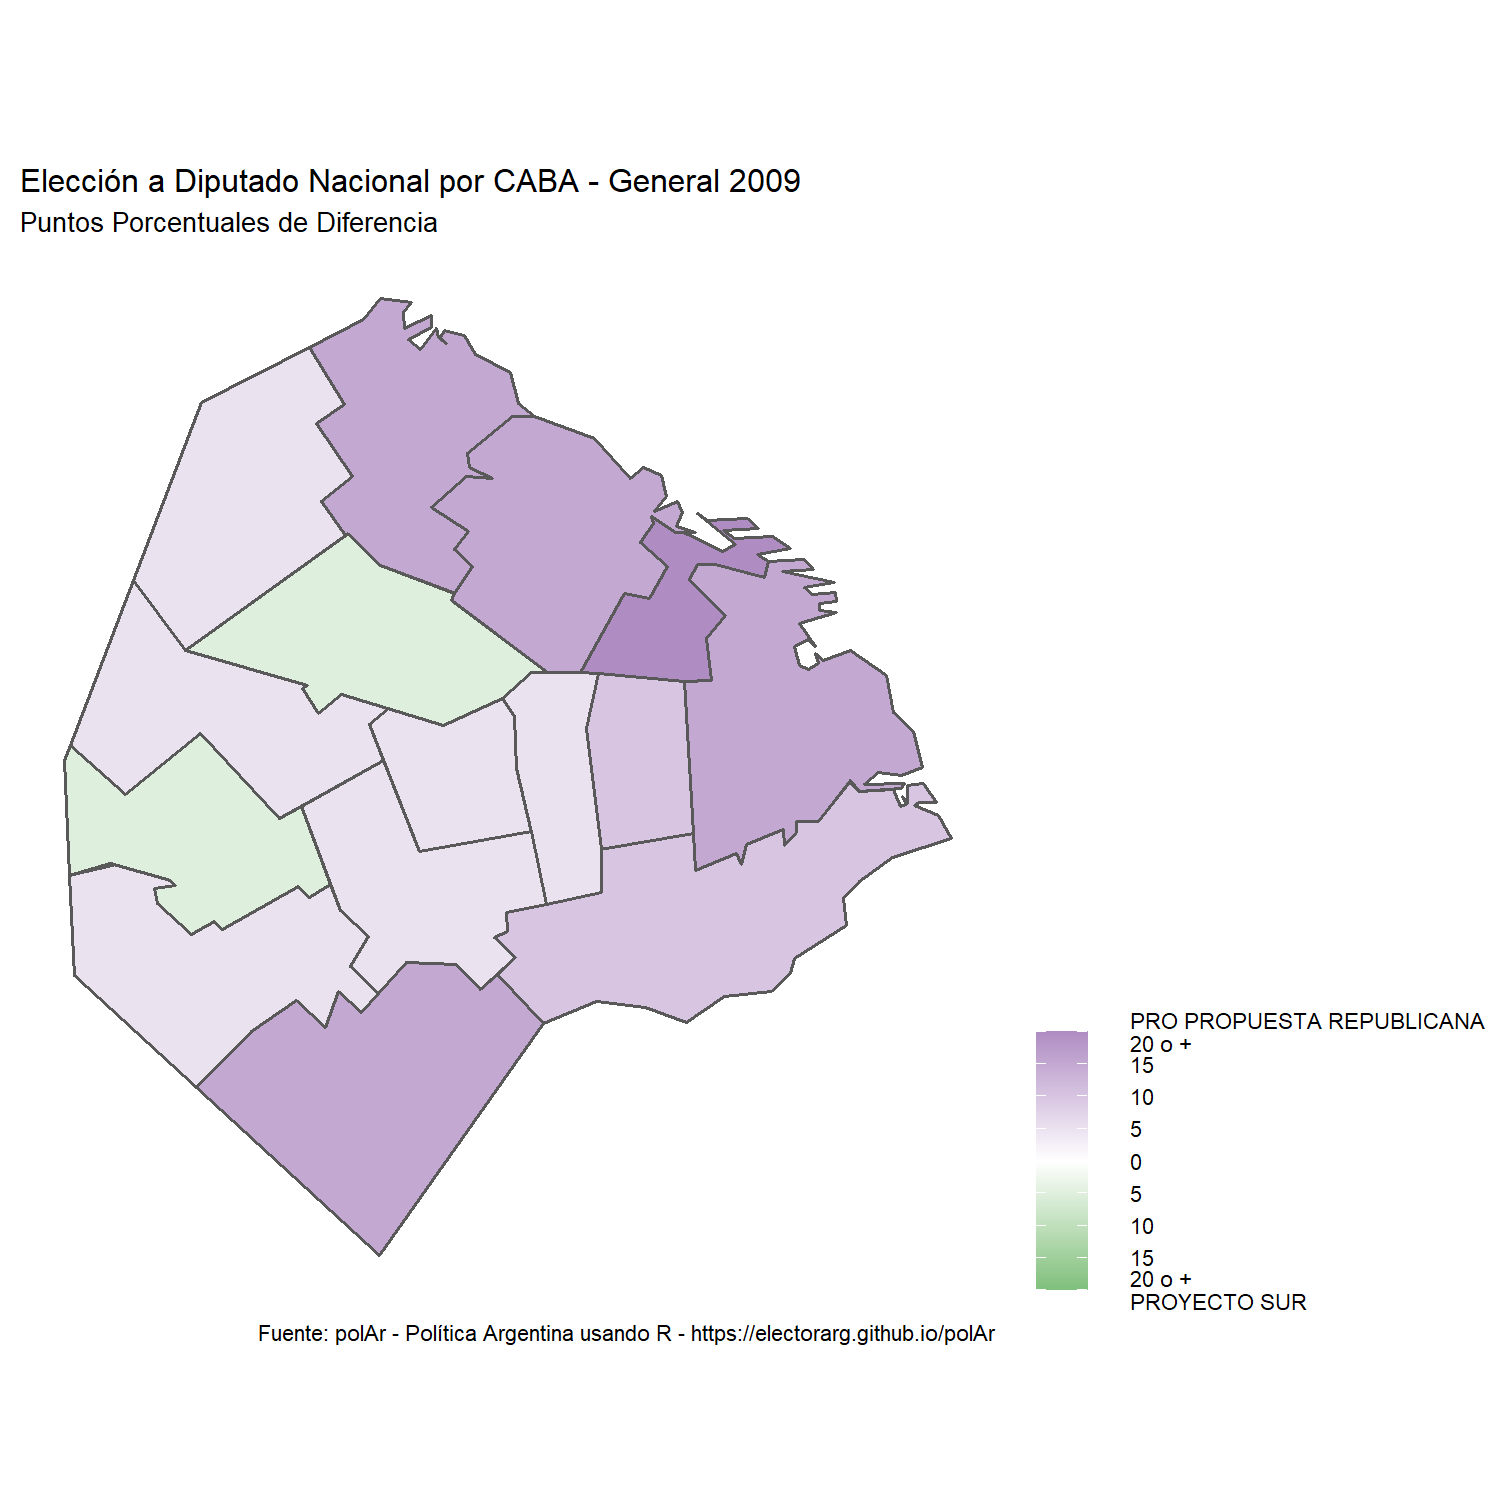 Elección a Diputado Nacional por CABA - General 2009
Puntos Porcentuales de Diferencia
PRO PROPUESTA REPUBLICANA
20 o +
15
10
5
0
5
10
15
20 o +
PROYECTO SUR
Fuente: polAr - Política Argentina usando R - https://electorarg.github.io/polAr